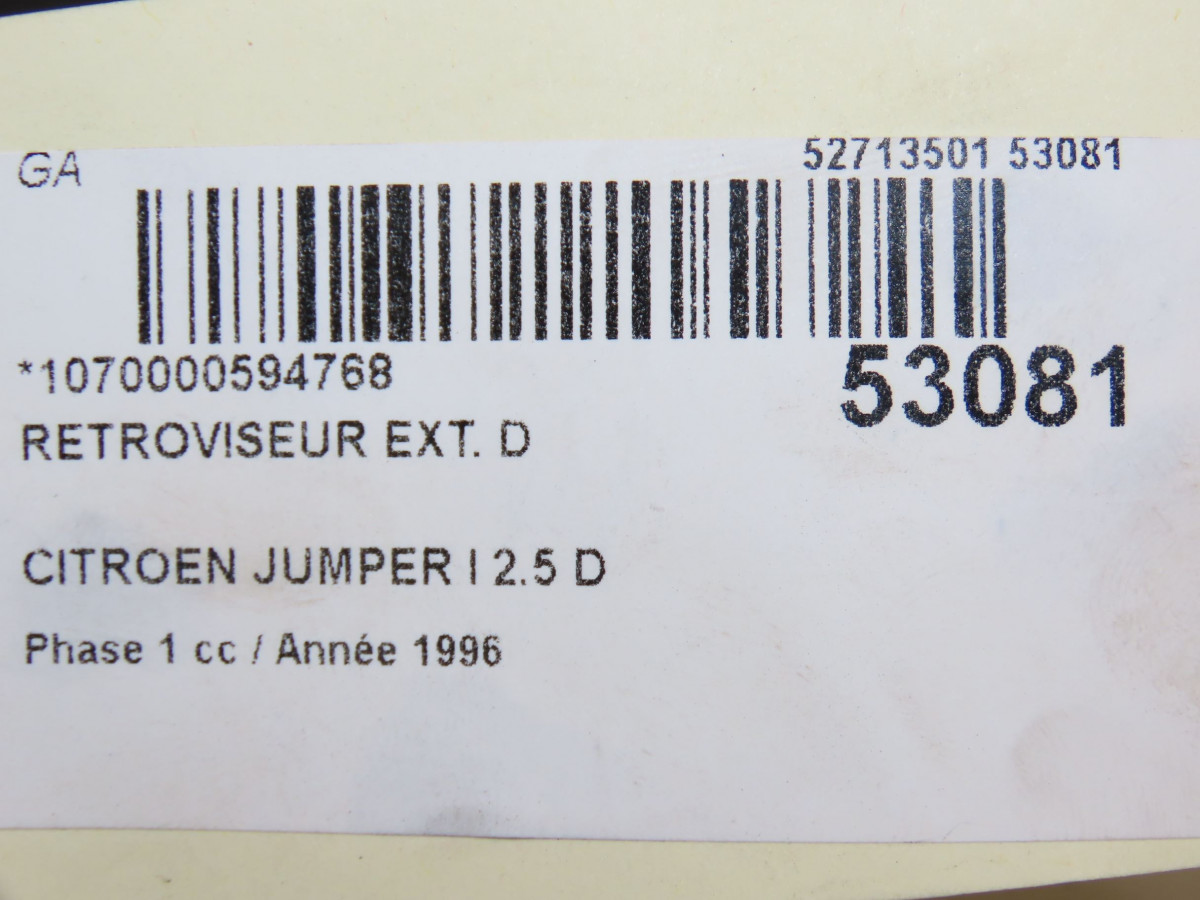 GA
52713501 53081
*1070000594768
53081
RETROVISEUR EXT. D
CITROEN JUMPER I 2.5 D
Phase 1 cc / Année 1996